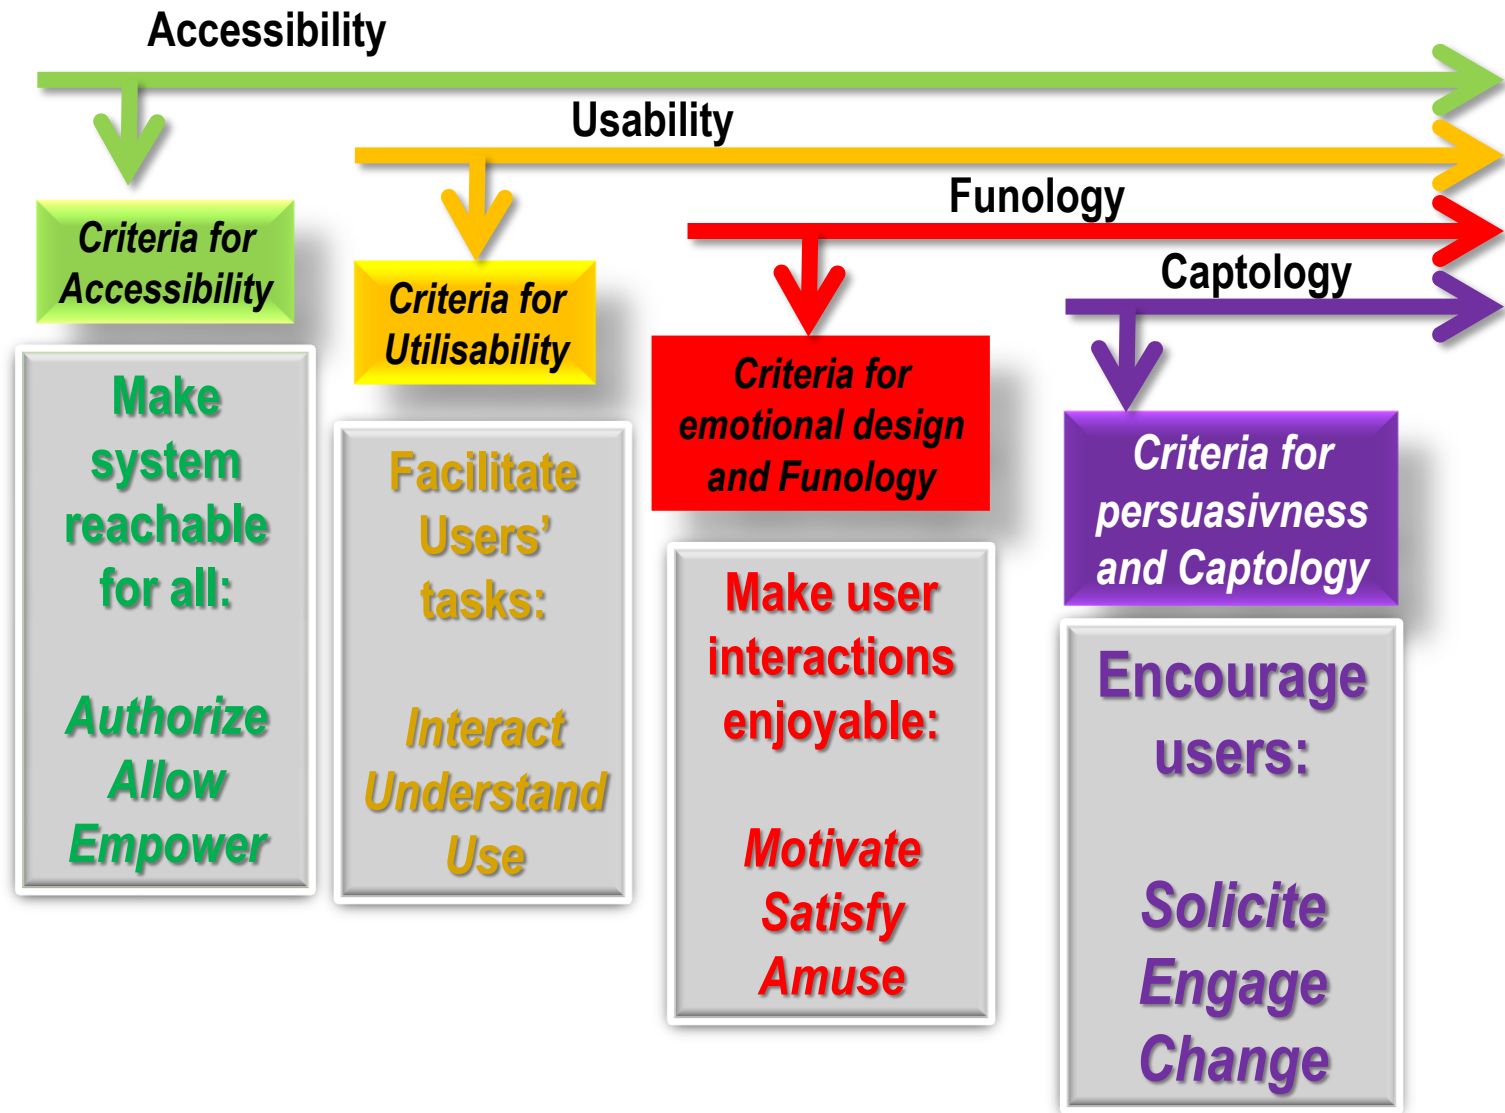 Accessibility
Usability
Funology
Captology
Criteria for
Accessibility
Make
system
reachable
for all:
Authorize
Allow
Empower
Criteria for
Utilisability
Facilitate
Users’
tasks:
Interact
Understand
Use
Criteria for
emotional design
and Funology
Make user
interactions
enjoyable:
Motivate
Satisfy
Amuse
Criteria for
persuasivness
and Captology
Encourage
users:
Solicite
Engage
Change